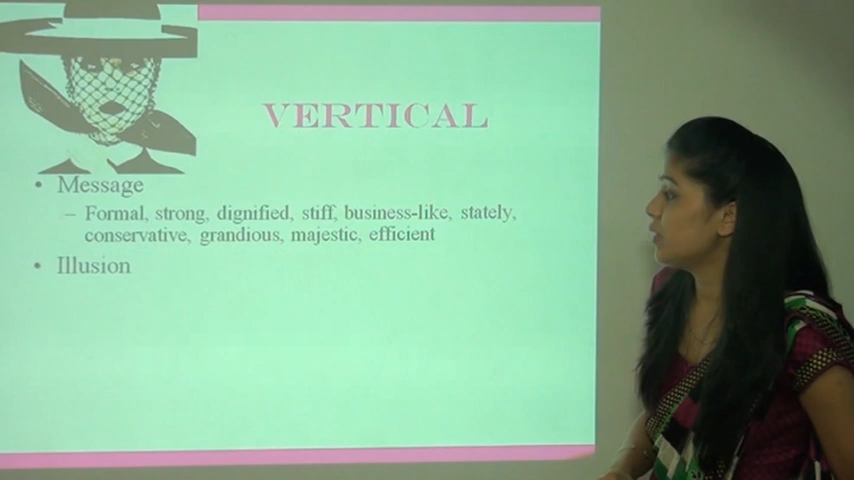 VERTICAL
• Message
– Formal, strong, dignified, stiff, business-like, stately,
conservative, grandious, majestic, efficient
• Illusion